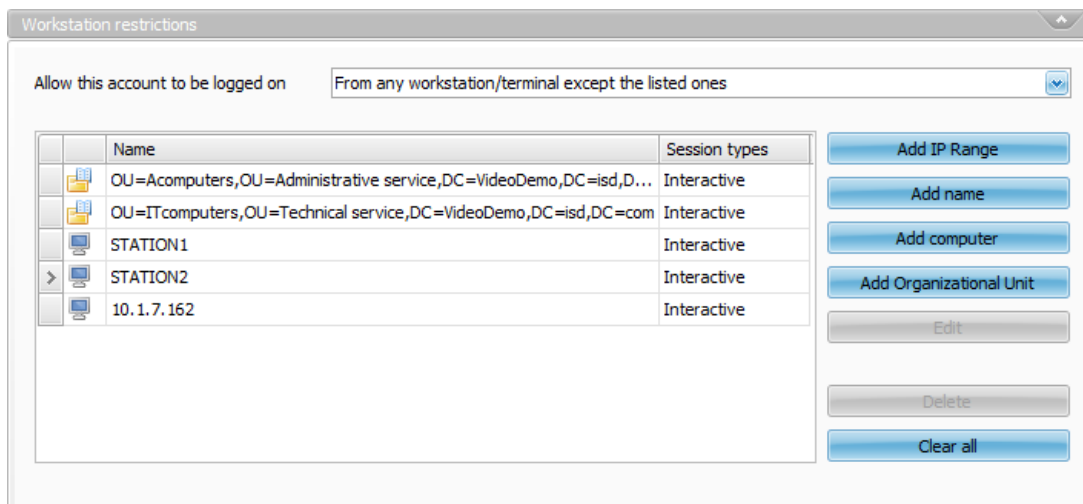 Workstation restrictions
Allow this account to be logged on From any workstation/terminal except the listed ones
Name Session types
OU=Acomputers,OU=Administrative service,DC=VideoDemo,DC=isd,D... Interactive
OU=ITcomputers,OU=Technical service,DC=VideoDemo,DC=isd,DC=com Interactive
STATION1 Interactive
STATION2 Interactive
10.1.7.162 Interactive
Add IP Range
Add name
Add computer
Add Organizational Unit
Edit
Delete
Clear all